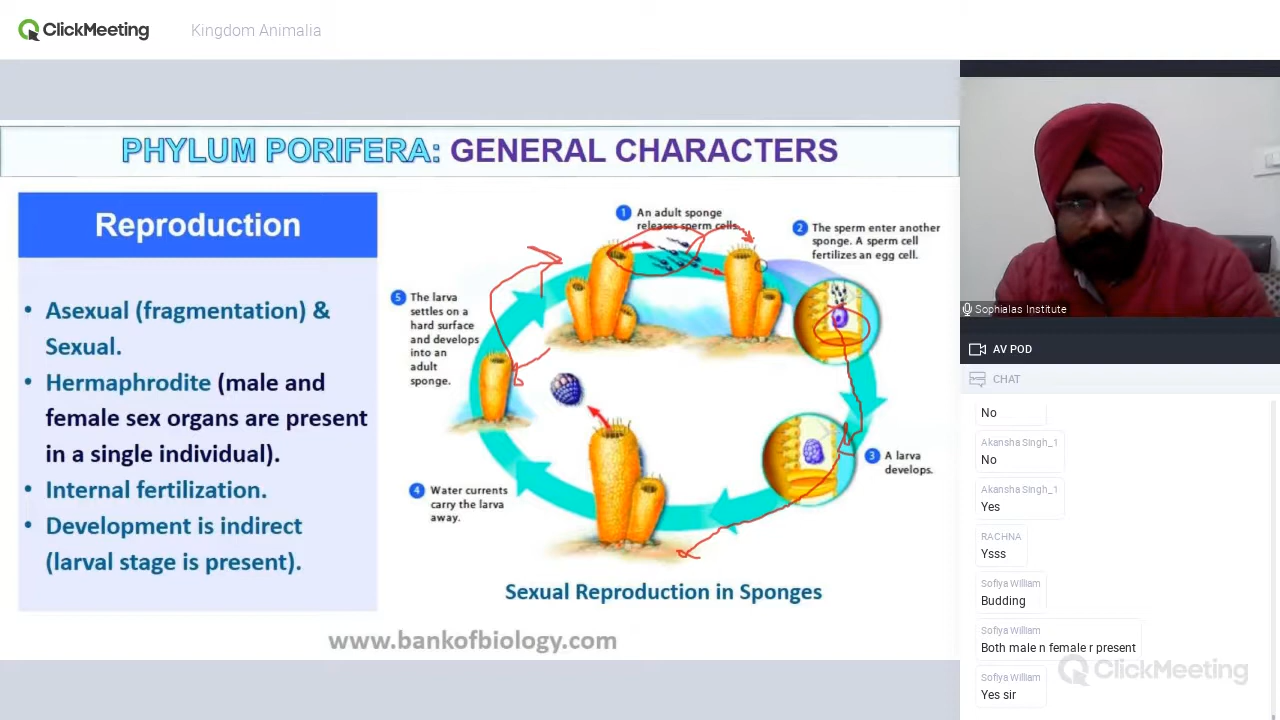 ClickMeeting
Kingdom Animalia
PHYLUM PORIFERA: GENERAL CHARACTERS
Reproduction
• Asexual (fragmentation) &
Sexual.
• Hermaphrodite (male and
female sex organs are present
in a single individual).
• Internal fertilization.
• Development is indirect
(larval stage is present).
1 An adult sponge
releases sperm cells.
2 The sperm enter another
sponge. A sperm cell
fertilizes an egg cell.
3 A larva
develops.
4 Water currents
carry the larva
away.
5 The larva
settles on a
hard surface
and develops
into an
adult
sponge.
Sexual Reproduction in Sponges
www.bankofbiology.com
Sophialas Institute
AV POD
CHAT
No
Akansha Singh_1
No
Akansha Singh_1
Yes
RACHNA
Ysss
Sofiya William
Budding
Sofiya William
Both male n female r present
Sofiya William
Yes sir
ClickMeeting